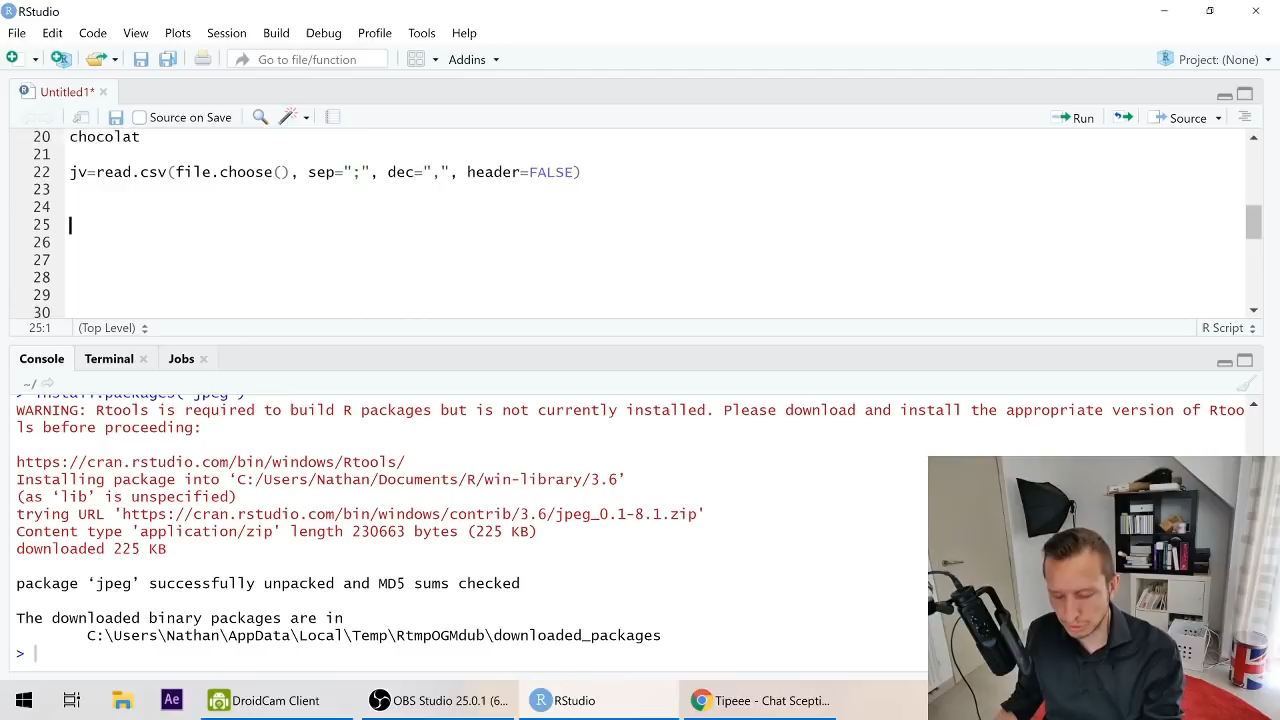 RStudio
File Edit Code View Plots Session Build Debug Profile Tools Help
Go to file/function Addins Project: (None)
Untitled1*
Source on Save Run Source
20 chocolat
21
22 jv=read.csv(file.choose(), sep=";", dec=",", header=FALSE)
23
24
25
26
27
28
29
30
25:1 (Top Level) R Script
Console Terminal Jobs
~/
> install.packages("jpeg")
WARNING: Rtools is required to build R packages but is not currently installed. Please download and install the appropriate version of Rtoo
ls before proceeding:
https://cran.rstudio.com/bin/windows/Rtools/
Installing package into ‘C:/Users/Nathan/Documents/R/win-library/3.6’
(as ‘lib’ is unspecified)
trying URL 'https://cran.rstudio.com/bin/windows/contrib/3.6/jpeg_0.1-8.1.zip'
Content type 'application/zip' length 230663 bytes (225 KB)
downloaded 225 KB
package ‘jpeg’ successfully unpacked and MD5 sums checked
The downloaded binary packages are in
C:\Users\Nathan\AppData\Local\Temp\RtmpOGMdub\downloaded_packages
>
Ae DroidCam Client OBS Studio 25.0.1 (6... RStudio Tipeee - Chat Scepti...